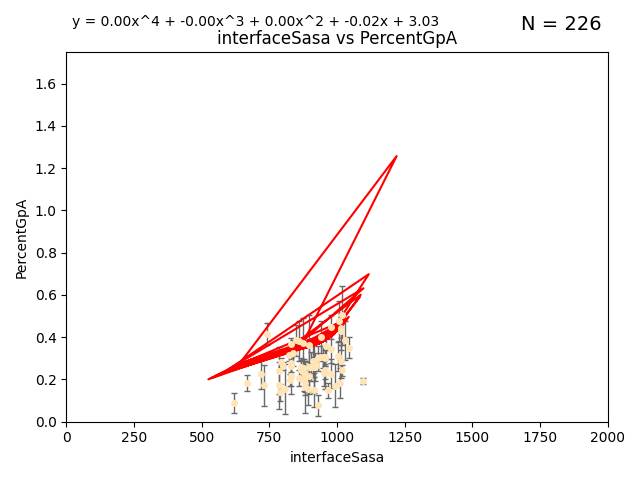 y = 0.00x^4 + -0.00x^3 + 0.00x^2 + -0.02x + 3.03
N = 226
interfaceSasa vs PercentGpA
PercentGpA
1.6
1.4
1.2
1.0
0.8
0.6
0.4
0.2
0.0
0 250 500 750 1000 1250 1500 1750 2000
interfaceSasa